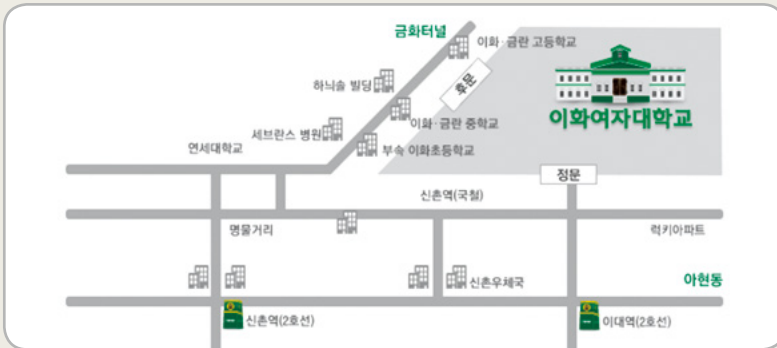 금화터널
이화·금란 고등학교
하늬솔 빌딩
후문
이화·금란 중학교
이화여자대학교
세브란스 병원
연세대학교
부속 이화초등학교
정문
신촌역(국철)
명물거리
럭키아파트
신촌우체국
아현동
신촌역(2호선)
이대역(2호선)